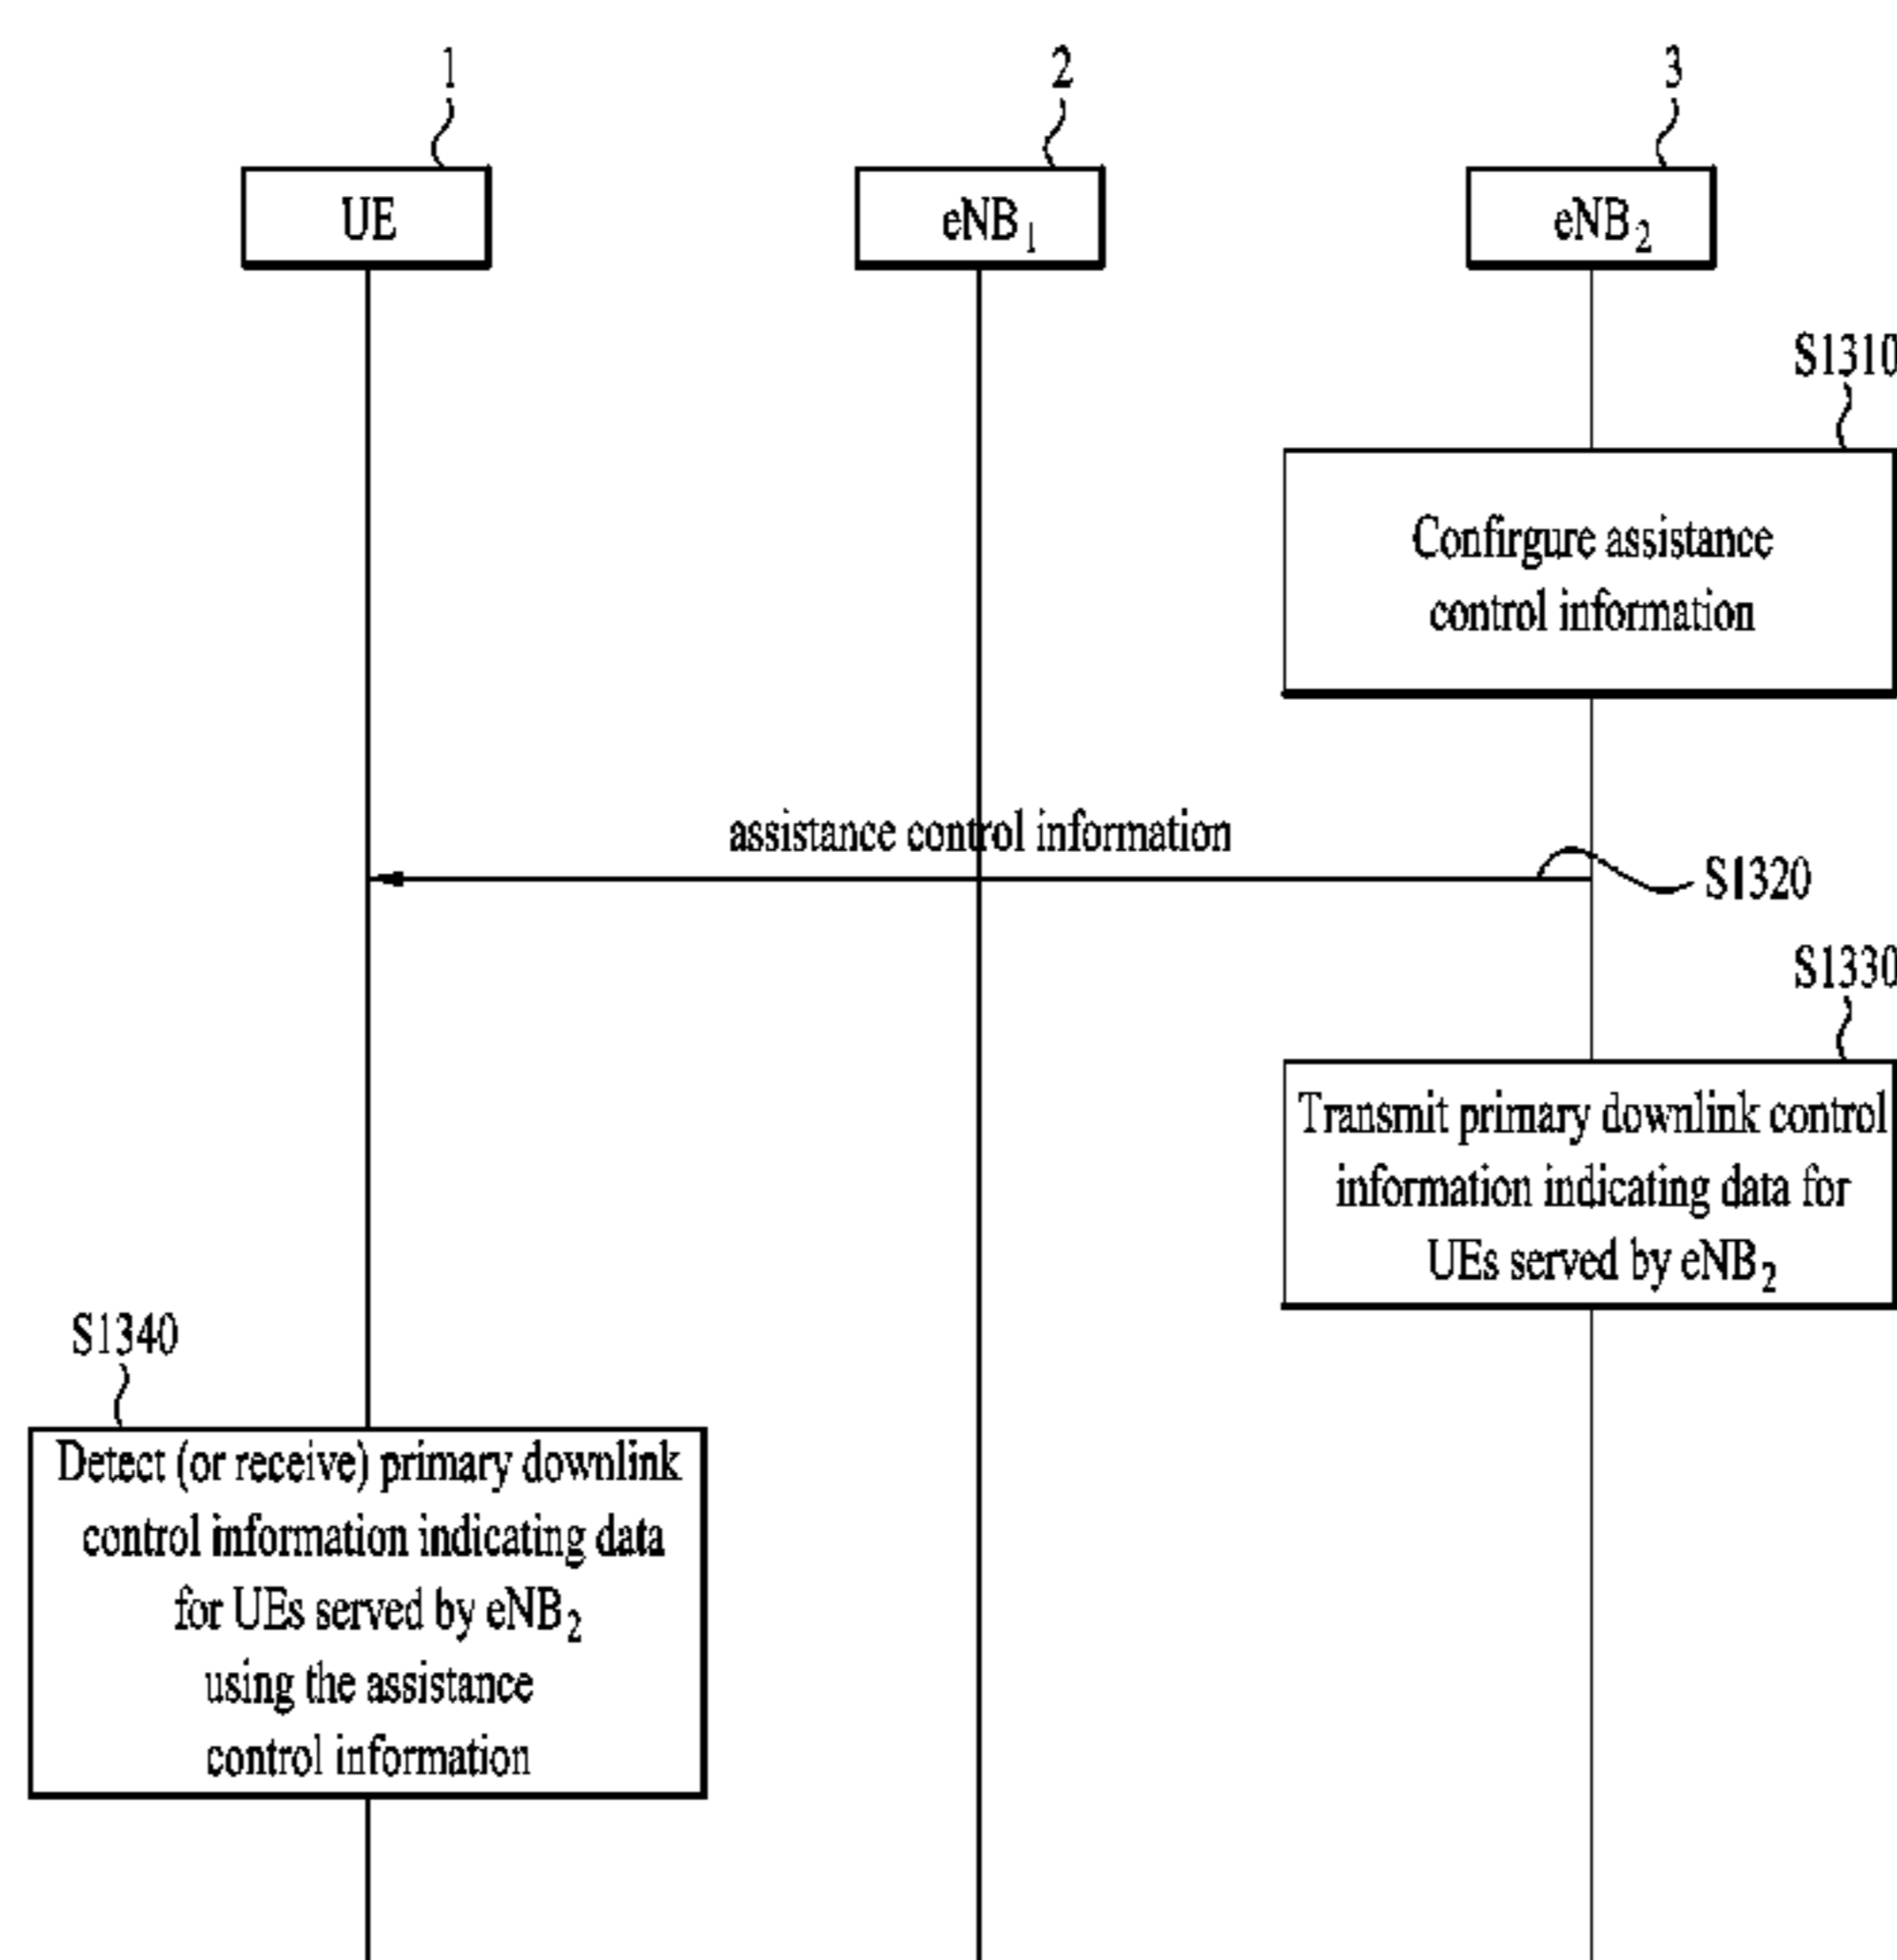 1
2
3
UE
eNB1
eNB2
S1310
Confirgure assistance
control information
assistance control information
S1320
S1330
Transmit primary downlink control
information indicating data for
UEs served by eNB2
S1340
Detect (or receive) primary downlink
control information indicating data
for UEs served by eNB2
using the assistance
control information